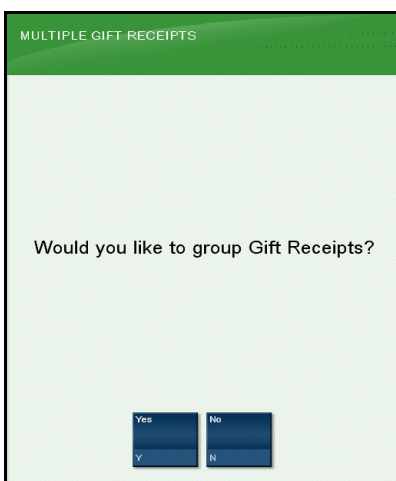 MULTIPLE GIFT RECEIPTS
Would you like to group Gift Receipts?
Yes No
Y N